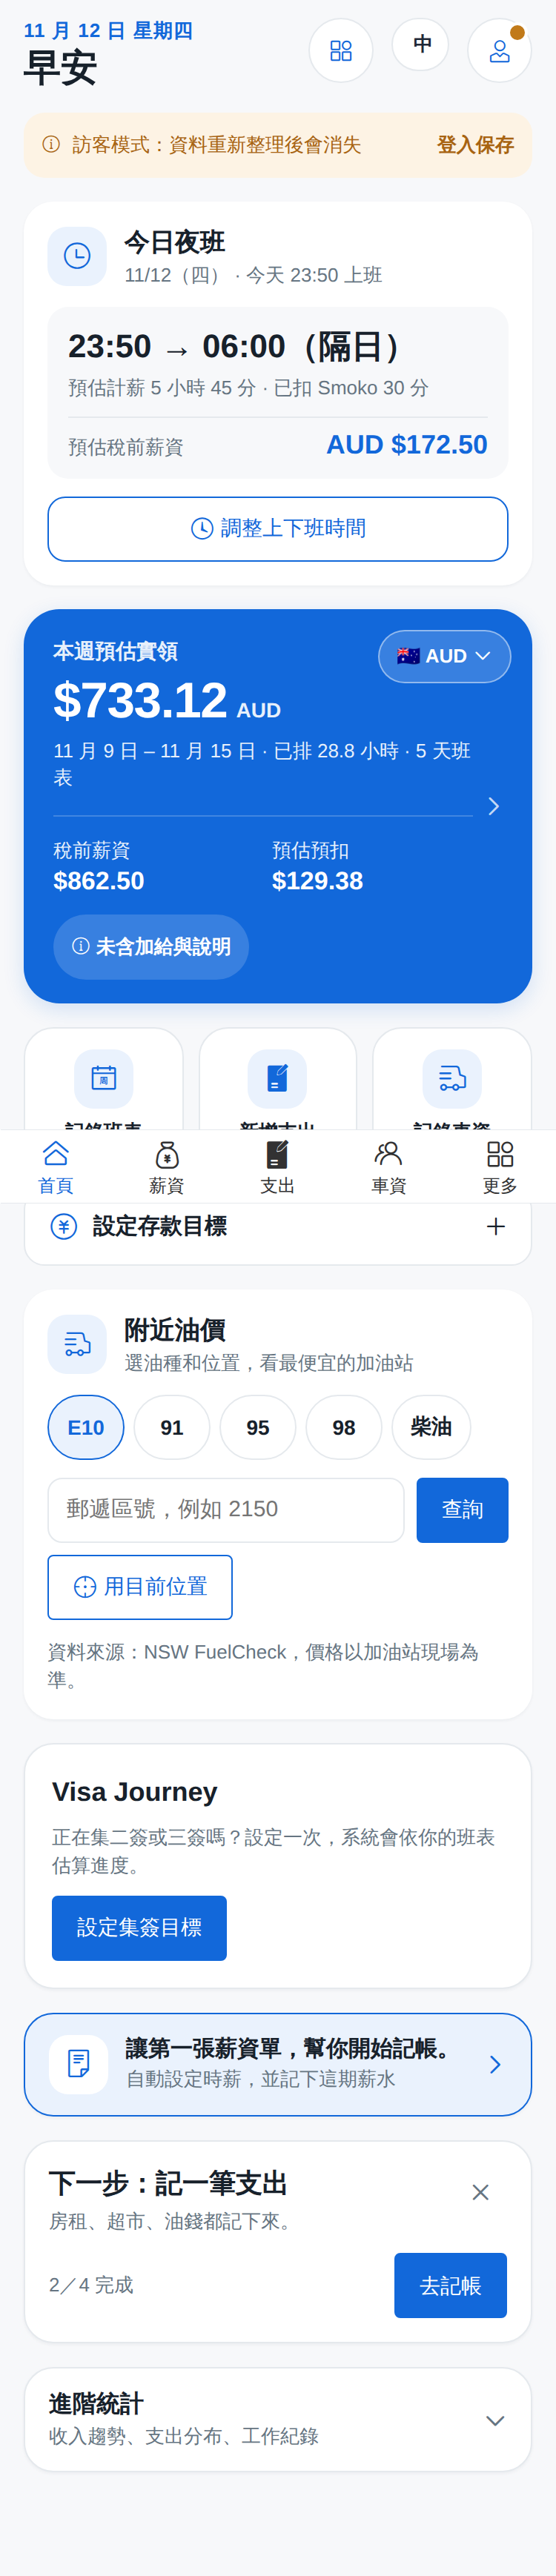 11 月 12 日 星期四
早安
中
訪客模式：資料重新整理後會消失
登入保存
今日夜班
11/12（四） · 今天 23:50 上班
23:50 → 06:00（隔日）
預估計薪 5 小時 45 分 · 已扣 Smoko 30 分
預估稅前薪資
AUD $172.50
調整上下班時間
本週預估實領
AUD
$733.12 AUD
11 月 9 日 – 11 月 15 日 · 已排 28.8 小時 · 5 天班
表
稅前薪資
預估預扣
$862.50
$129.38
未含加給與說明
周
首頁
薪資
支出
車資
更多
設定存款目標
附近油價
選油種和位置，看最便宜的加油站
E10
91
95
98
柴油
郵遞區號，例如 2150
查詢
用目前位置
資料來源：NSW FuelCheck，價格以加油站現場為
準。
Visa Journey
正在集二簽或三簽嗎？設定一次，系統會依你的班表
估算進度。
設定集簽目標
讓第一張薪資單，幫你開始記帳。
自動設定時薪，並記下這期薪水
下一步：記一筆支出
房租、超市、油錢都記下來。
2／4 完成
去記帳
進階統計
收入趨勢、支出分布、工作紀錄